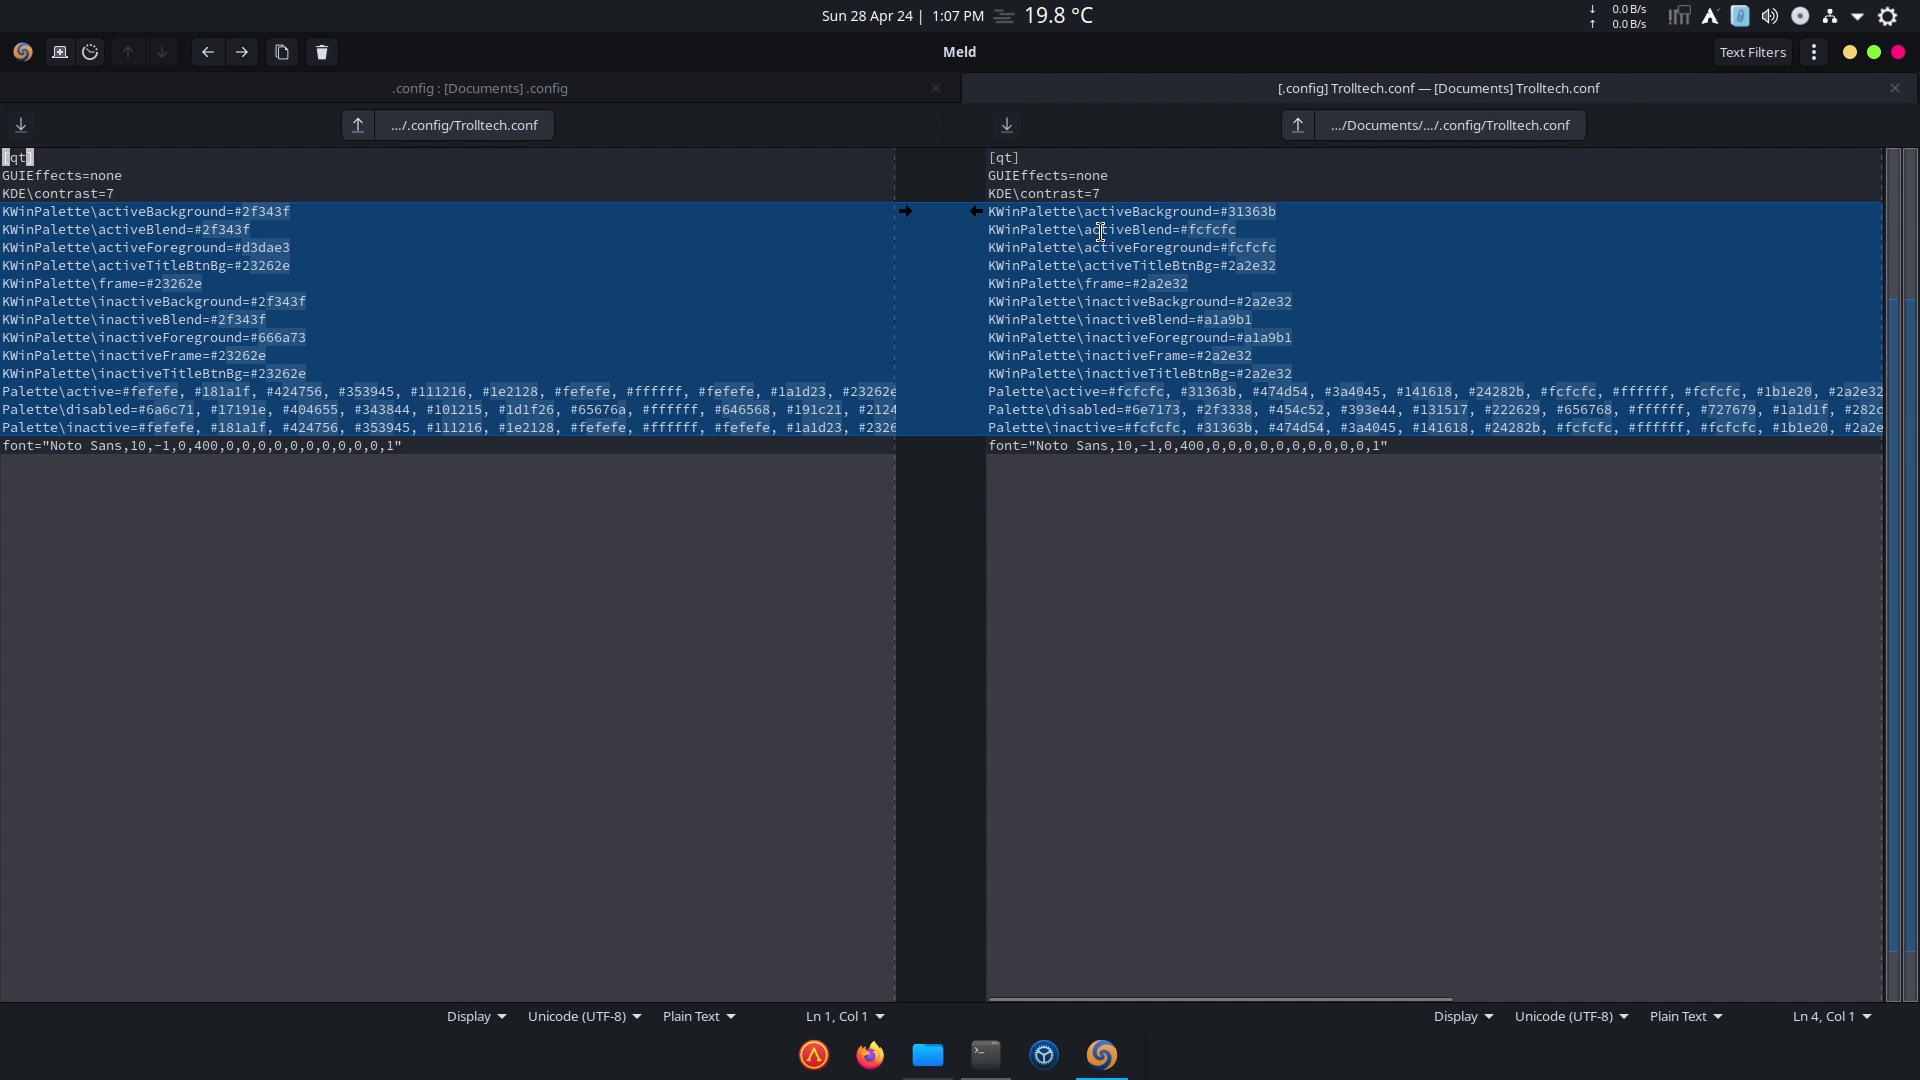 Sun 28 Apr 24 | 1:07 PM 19.8 °C
↓ 0.0 B/s
↑ 0.0 B/s
Meld
Text Filters
.config : [Documents] .config
[.config] Trolltech.conf — [Documents] Trolltech.conf
.../.config/Trolltech.conf
.../Documents/.../.config/Trolltech.conf
[qt]
GUIEffects=none
KDE\contrast=7
KWinPalette\activeBackground=#2f343f
KWinPalette\activeBlend=#2f343f
KWinPalette\activeForeground=#d3dae3
KWinPalette\activeTitleBtnBg=#23262e
KWinPalette\frame=#23262e
KWinPalette\inactiveBackground=#2f343f
KWinPalette\inactiveBlend=#2f343f
KWinPalette\inactiveForeground=#666a73
KWinPalette\inactiveFrame=#23262e
KWinPalette\inactiveTitleBtnBg=#23262e
Palette\active=#fefefe, #181a1f, #424756, #353945, #111216, #1e2128, #fefefe, #ffffff, #fefefe, #1a1d23, #23262e
Palette\disabled=#6a6c71, #17191e, #404655, #343844, #101215, #1d1f26, #65676a, #ffffff, #646568, #191c21, #2124
Palette\inactive=#fefefe, #181a1f, #424756, #353945, #111216, #1e2128, #fefefe, #ffffff, #fefefe, #1a1d23, #2326
font="Noto Sans,10,-1,0,400,0,0,0,0,0,0,0,0,0,0,1"
[qt]
GUIEffects=none
KDE\contrast=7
KWinPalette\activeBackground=#31363b
KWinPalette\activeBlend=#fcfcfc
KWinPalette\activeForeground=#fcfcfc
KWinPalette\activeTitleBtnBg=#2a2e32
KWinPalette\frame=#2a2e32
KWinPalette\inactiveBackground=#2a2e32
KWinPalette\inactiveBlend=#a1a9b1
KWinPalette\inactiveForeground=#a1a9b1
KWinPalette\inactiveFrame=#2a2e32
KWinPalette\inactiveTitleBtnBg=#2a2e32
Palette\active=#fcfcfc, #31363b, #474d54, #3a4045, #141618, #24282b, #fcfcfc, #ffffff, #fcfcfc, #1b1e20, #2a2e32
Palette\disabled=#6e7173, #2f3338, #454c52, #393e44, #131517, #222629, #656768, #ffffff, #727679, #1a1d1f, #282c
Palette\inactive=#fcfcfc, #31363b, #474d54, #3a4045, #141618, #24282b, #fcfcfc, #ffffff, #fcfcfc, #1b1e20, #2a2e
font="Noto Sans,10,-1,0,400,0,0,0,0,0,0,0,0,0,0,1"
Display Unicode (UTF-8) Plain Text Ln 1, Col 1
Display Unicode (UTF-8) Plain Text Ln 4, Col 1